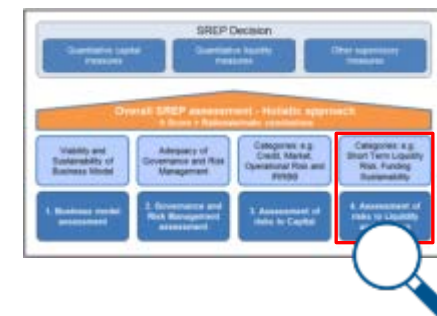 SREP Decision
Quantitative capital
measures
Quantitative liquidity
measures
Other supervisory
measures
Overall SREP assessment - Holistic approach
Viability and
Sustainability of
Business Model
Adequacy of
Governance and Risk
Management
Categories: e.g.
Credit, Market,
Operational Risk and
IRRBB
Categories: e.g.
Short Term Liquidity
Risk, Funding
Sustainability
1. Business model
assessment
2. Governance and
Risk Management
assessment
3. Assessment of
risks to Capital
4. Assessment of
risks to Liquidity